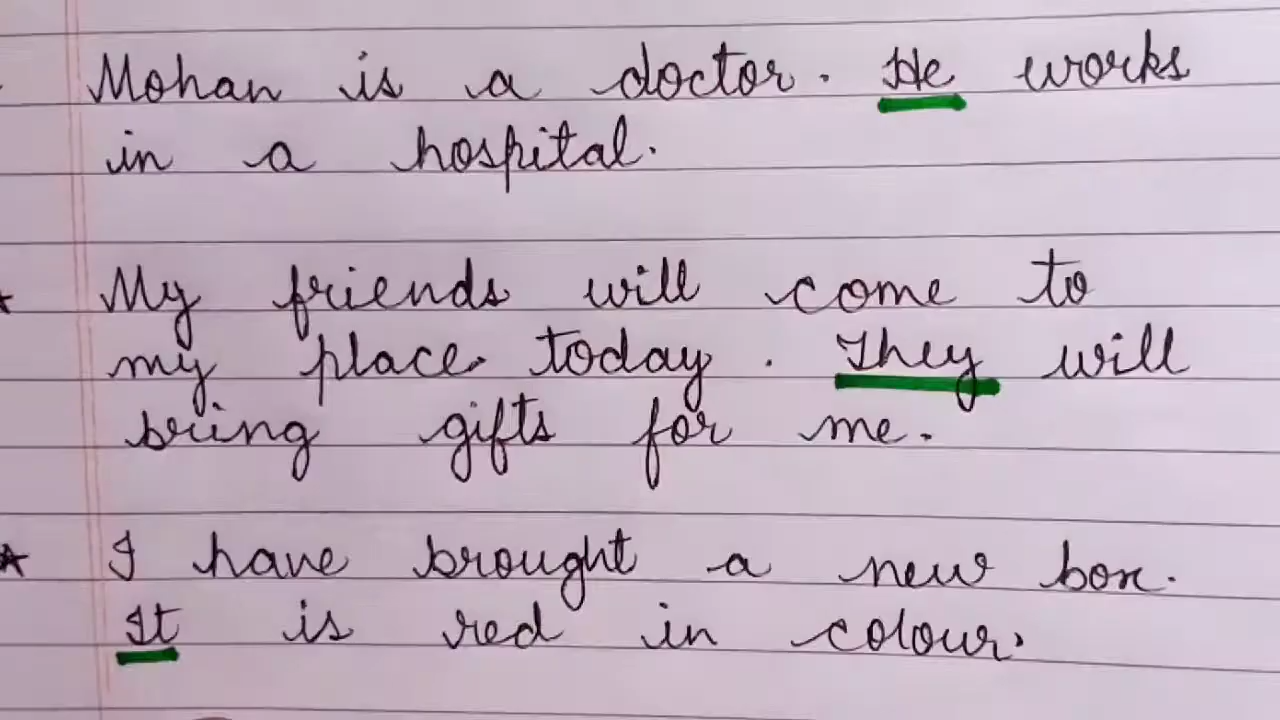 Mohan is a doctor. He works
in a hospital.
★ My friends will come to
my place today. They will
bring gifts for me.
★ I have brought a new box.
It is red in colour.